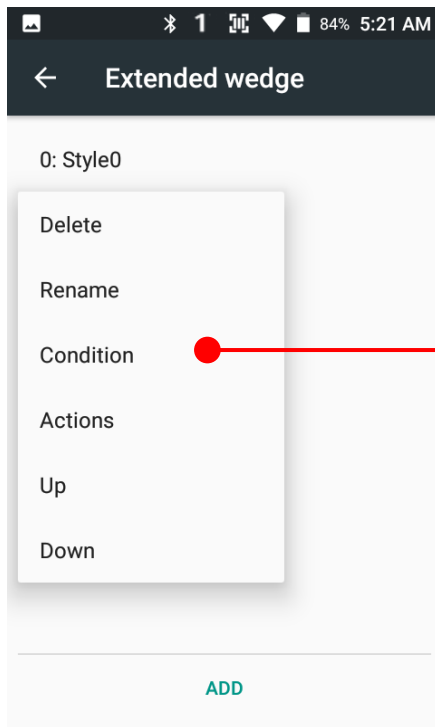 1 84% 5:21 AM
Extended wedge
0: Style0
Delete
Rename
Condition
Actions
Up
Down
ADD